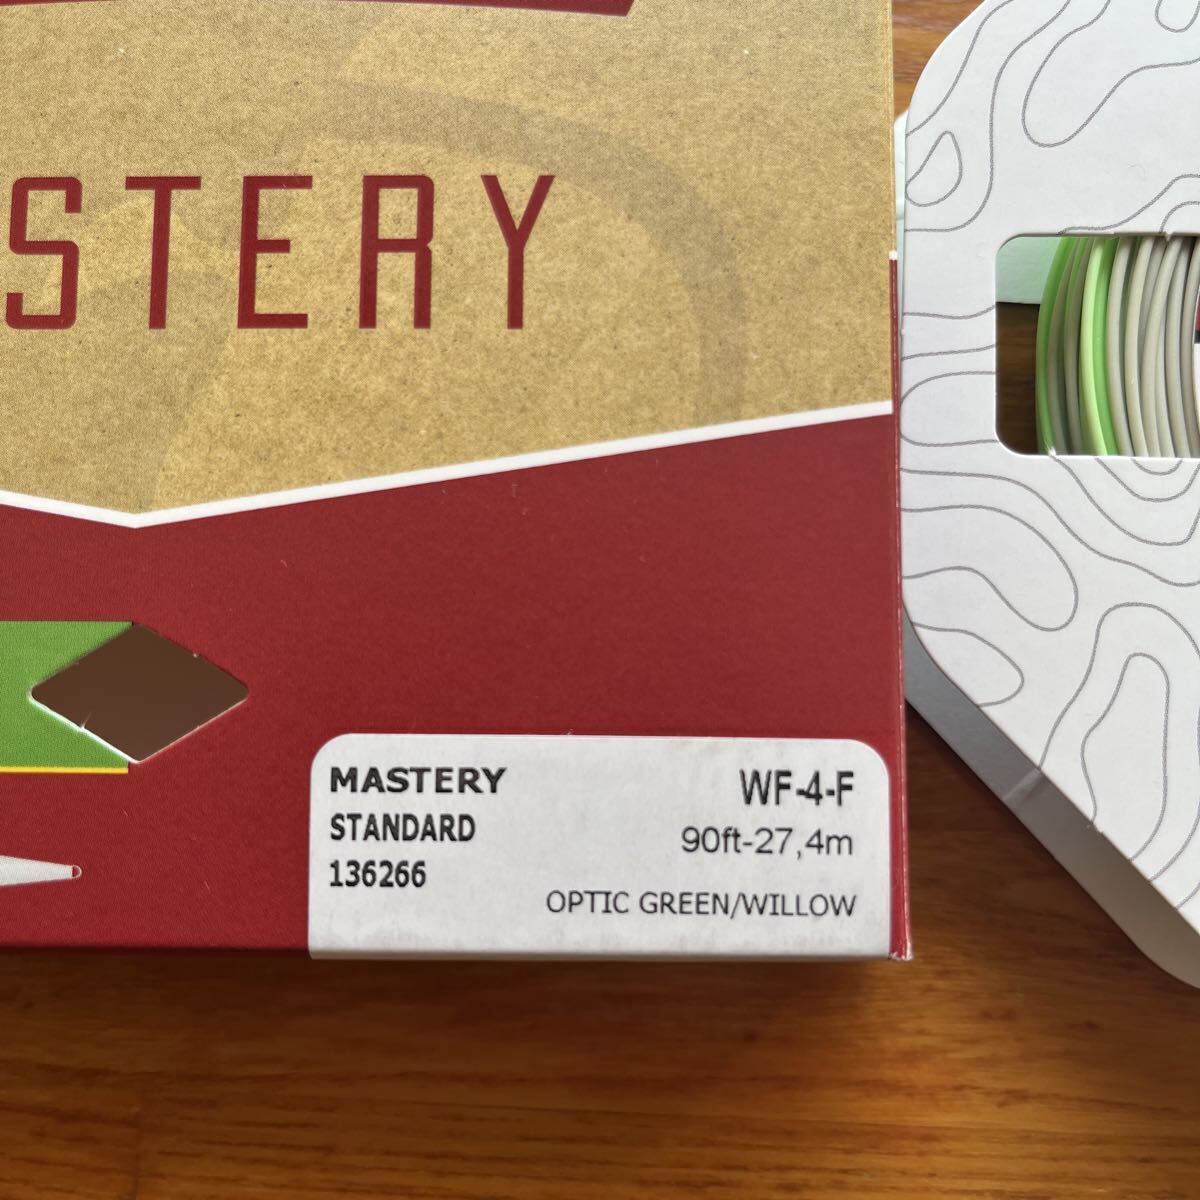 STERY
MASTERY
STANDARD
136266
WF-4-F
90ft-27,4m
OPTIC GREEN/WILLOW